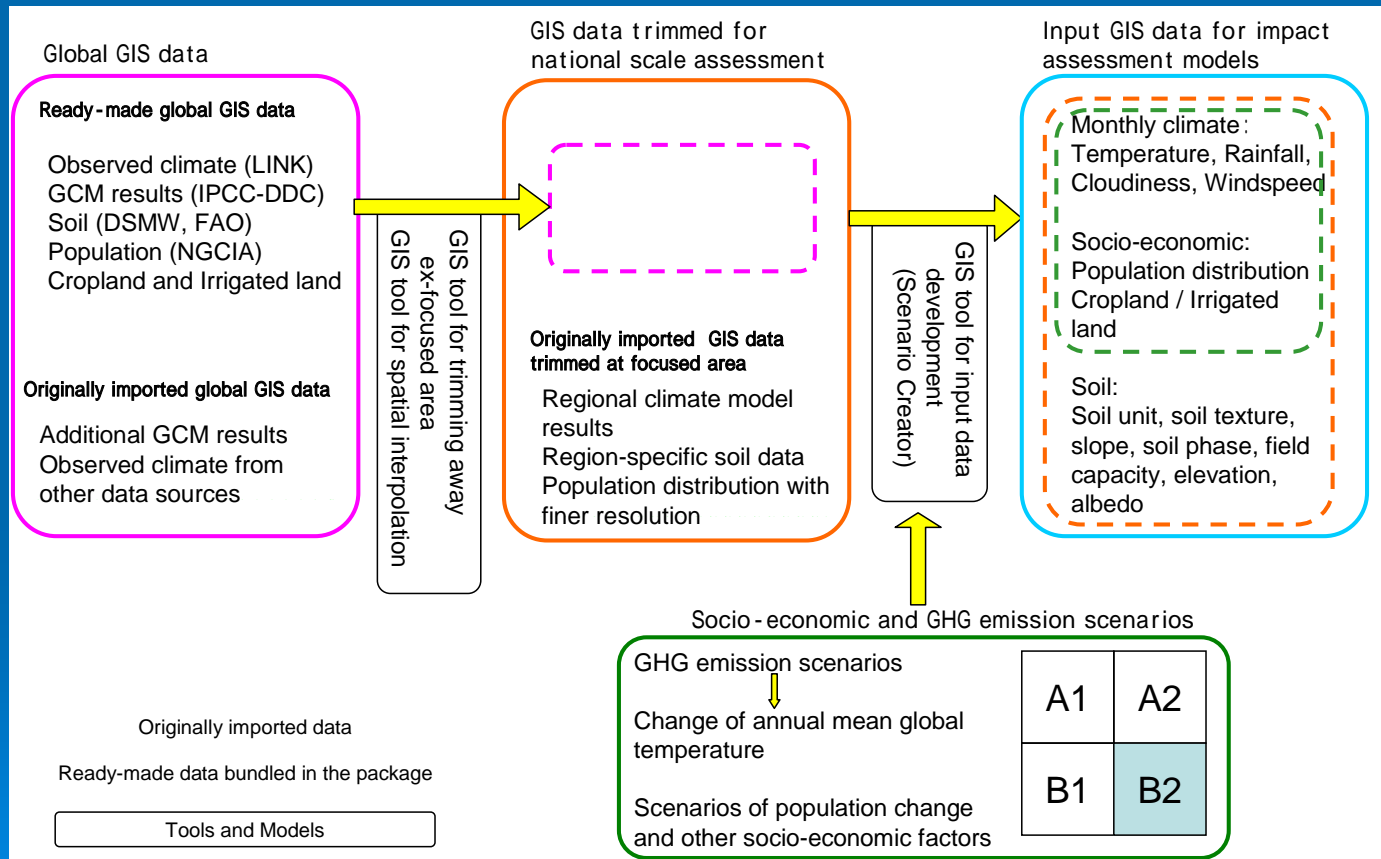 Global GIS data
Ready-made global GIS data
Observed climate (LINK)
GCM results (IPCC-DDC)
Soil (DSMW, FAO)
Population (NGCIA)
Cropland and Irrigated land
Originally imported global GIS data
Additional GCM results
Observed climate from
other data sources
GIS tool for trimming away
ex-focused area
GIS tool for spatial interpolation
GIS data trimmed for
national scale assessment
Originally imported GIS data
trimmed at focused area
Regional climate model
results
Region-specific soil data
Population distribution with
finer resolution
GIS tool for input data
development
(Scenario Creator)
Input GIS data for impact
assessment models
Monthly climate:
Temperature, Rainfall,
Cloudiness, Windspeed
Socio-economic:
Population distribution
Cropland / Irrigated
land
Soil:
Soil unit, soil texture,
slope, soil phase, field
capacity, elevation,
albedo
Socio-economic and GHG emission scenarios
GHG emission scenarios
Change of annual mean global
temperature
Scenarios of population change
and other socio-economic factors
A1 A2
B1 B2
Originally imported data
Ready-made data bundled in the package
Tools and Models